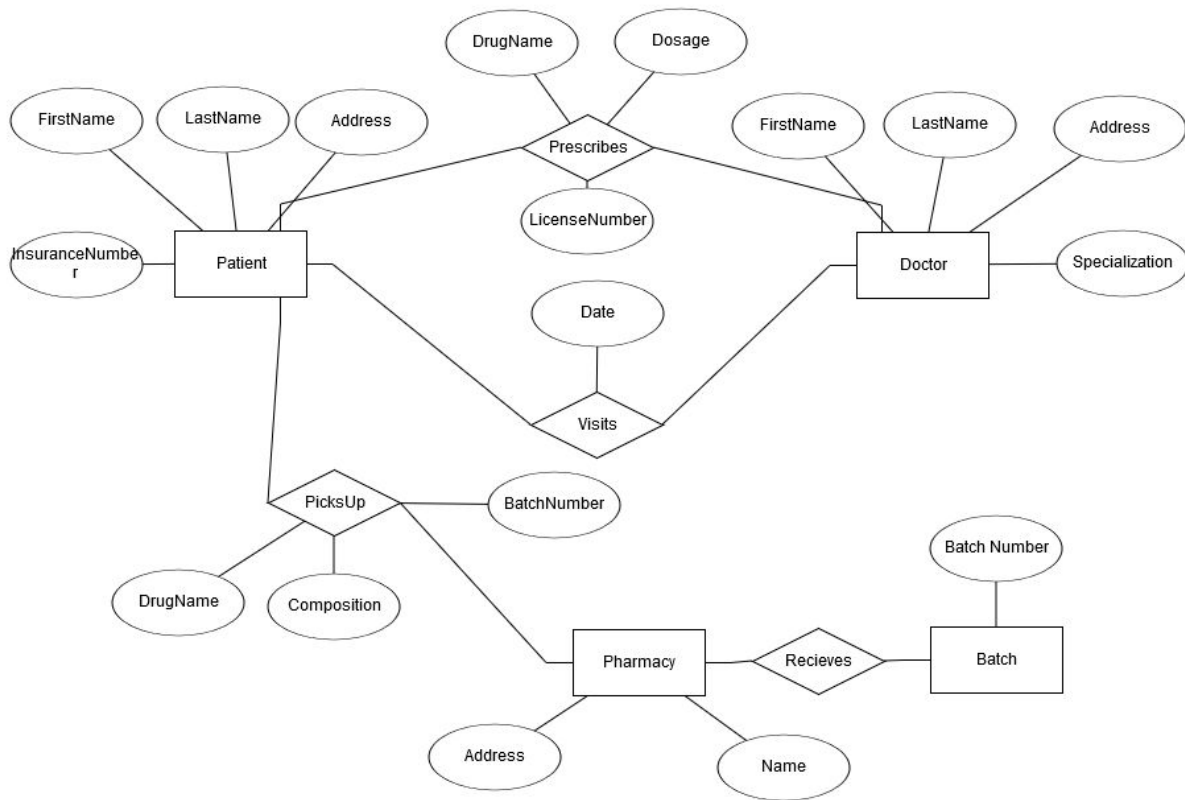 DrugName
Dosage
FirstName
LastName
Address
Prescribes
FirstName
LastName
Address
LicenseNumber
InsuranceNumbe
r
Patient
Doctor
Specialization
Date
Visits
PicksUp
BatchNumber
DrugName
Composition
Batch Number
Pharmacy
Recieves
Batch
Address
Name